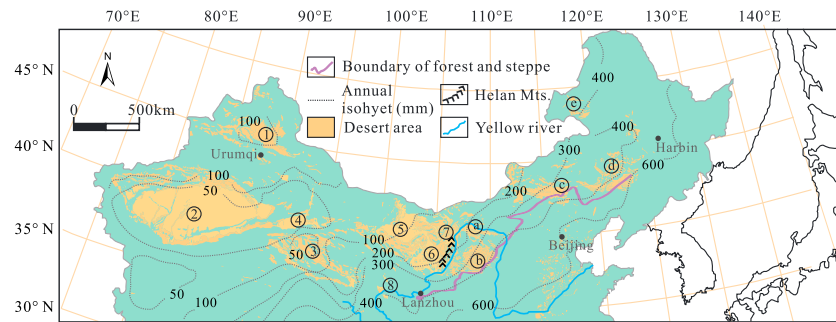 70°E 80°E 90°E 100°E 110°E 120°E 130°E 140°E
45°N
40°N
35°N
30°N
N
0 500km
Boundary of forest and steppe
Annual
isohyet (mm)
Helan Mts.
Desert area
Yellow river
400
e
100
1
Urumqi
400
Harbin
300
d
600
100
50
200
c
2
4
5
7
a
Beijing
100
50
3
200
6
b
300
50
100
8
400
Lanzhou
600